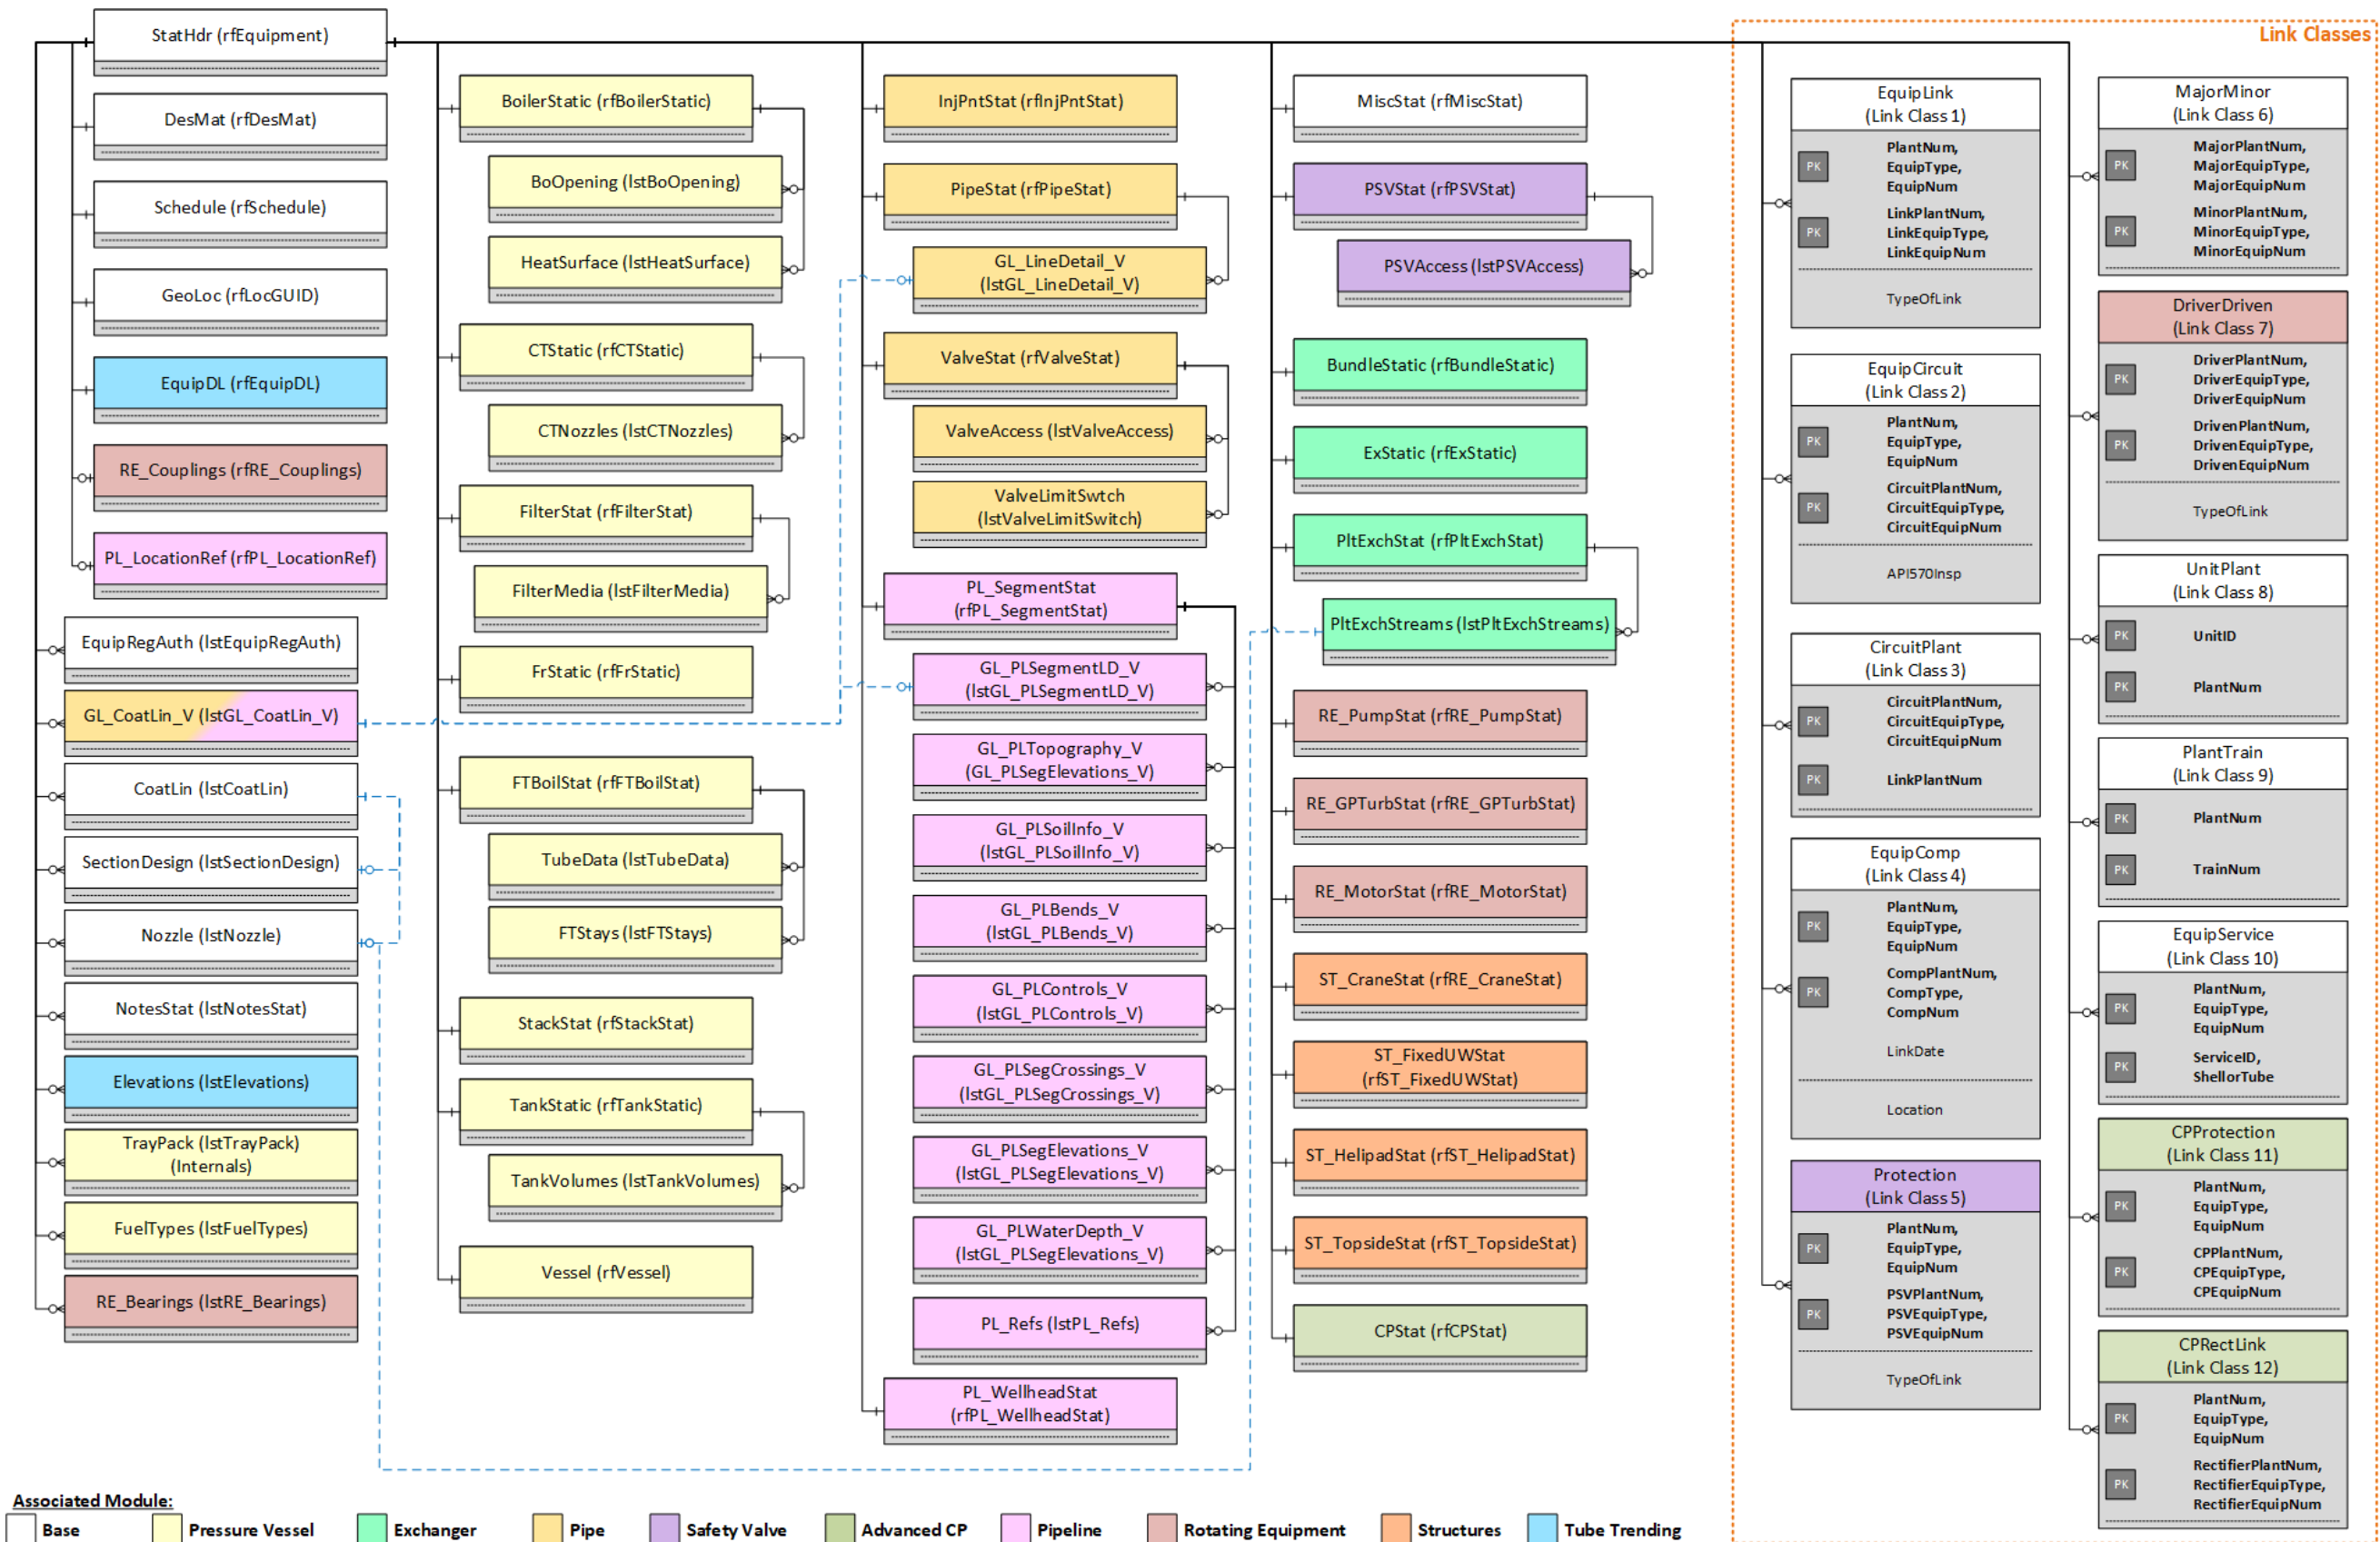 StatHdr (rfEquipment)
DesMat (rfDesMat)
Schedule (rfSchedule)
GeoLoc (rfLocGUID)
EquipDL (rfEquipDL)
RE_Couplings (rfRE_Couplings)
PL_LocationRef (rfPL_LocationRef)
EquipRegAuth (lstEquipRegAuth)
GL_CoatLin_V (lstGL_CoatLin_V)
CoatLin (lstCoatLin)
SectionDesign (lstSectionDesign)
Nozzle (lstNozzle)
NotesStat (lstNotesStat)
Elevations (lstElevations)
TrayPack (lstTrayPack)
(Internals)
FuelTypes (lstFuelTypes)
RE_Bearings (lstRE_Bearings)
BoilerStatic (rfBoilerStatic)
BoOpening (lstBoOpening)
HeatSurface (lstHeatSurface)
CTStatic (rfCTStatic)
CTNozzles (lstCTNozzles)
FilterStat (rfFilterStat)
FilterMedia (lstFilterMedia)
FrStatic (rfFrStatic)
FTBoilStat (rfFTBoilStat)
TubeData (lstTubeData)
FTStays (lstFTStays)
StackStat (rfStackStat)
TankStatic (rfTankStatic)
TankVolumes (lstTankVolumes)
Vessel (rfVessel)
InjPntStat (rfInjPntStat)
PipeStat (rfPipeStat)
GL_LineDetail_V
(lstGL_LineDetail_V)
ValveStat (rfValveStat)
ValveAccess (lstValveAccess)
ValveLimitSwtch
(lstValveLimitSwitch)
PL_SegmentStat
(rfPL_SegmentStat)
GL_PLSegmentLD_V
(lstGL_PLSegmentLD_V)
GL_PLTopography_V
(GL_PLSegElevations_V)
GL_PLSoilInfo_V
(lstGL_PLSoilInfo_V)
GL_PLBends_V
(lstGL_PLBends_V)
GL_PLControls_V
(lstGL_PLControls_V)
GL_PLSegCrossings_V
(lstGL_PLSegCrossings_V)
GL_PLSegElevations_V
(lstGL_PLSegElevations_V)
GL_PLWaterDepth_V
(lstGL_PLSegElevations_V)
PL_Refs (lstPL_Refs)
PL_WellheadStat
(rfPL_WellheadStat)
MiscStat (rfMiscStat)
PSVStat (rfPSVStat)
PSVAccess (lstPSVAccess)
BundleStatic (rfBundleStatic)
ExStatic (rfExStatic)
PltExchStat (rfPltExchStat)
PltExchStreams (lstPltExchStreams)
RE_PumpStat (rfRE_PumpStat)
RE_GPTurbStat (rfRE_GPTurbStat)
RE_MotorStat (rfRE_MotorStat)
ST_CraneStat (rfRE_CraneStat)
ST_FixedUWStat
(rfST_FixedUWStat)
ST_HelipadStat (rfST_HelipadStat)
ST_TopsideStat (rfST_TopsideStat)
CPStat (rfCPStat)
Link Classes
EquipLink
(Link Class 1)
PK
PlantNum,
EquipType,
EquipNum
PK
LinkPlantNum,
LinkEquipType,
LinkEquipNum
TypeOfLink
EquipCircuit
(Link Class 2)
PK
PlantNum,
EquipType,
EquipNum
PK
CircuitPlantNum,
CircuitEquipType,
CircuitEquipNum
API570Insp
CircuitPlant
(Link Class 3)
PK
CircuitPlantNum,
CircuitEquipType,
CircuitEquipNum
PK
LinkPlantNum
EquipComp
(Link Class 4)
PK
PlantNum,
EquipType,
EquipNum
PK
CompPlantNum,
CompType,
CompNum
LinkDate
Location
Protection
(Link Class 5)
PK
PlantNum,
EquipType,
EquipNum
PK
PSVPlantNum,
PSVEquipType,
PSVEquipNum
TypeOfLink
MajorMinor
(Link Class 6)
PK
MajorPlantNum,
MajorEquipType,
MajorEquipNum
PK
MinorPlantNum,
MinorEquipType,
MinorEquipNum
DriverDriven
(Link Class 7)
PK
DriverPlantNum,
DriverEquipType,
DriverEquipNum
PK
DrivenPlantNum,
DrivenEquipType,
DrivenEquipNum
TypeOfLink
UnitPlant
(Link Class 8)
PK
UnitID
PK
PlantNum
PlantTrain
(Link Class 9)
PK
PlantNum
PK
TrainNum
EquipService
(Link Class 10)
PK
PlantNum,
EquipType,
EquipNum
PK
ServiceID,
ShellorTube
CPProtection
(Link Class 11)
PK
PlantNum,
EquipType,
EquipNum
PK
CPPlantNum,
CPEquipType,
CPEquipNum
CPRectLink
(Link Class 12)
PK
PlantNum,
EquipType,
EquipNum
PK
RectifierPlantNum,
RectifierEquipType,
RectifierEquipNum
Associated Module:
Base
Pressure Vessel
Exchanger
Pipe
Safety Valve
Advanced CP
Pipeline
Rotating Equipment
Structures
Tube Trending